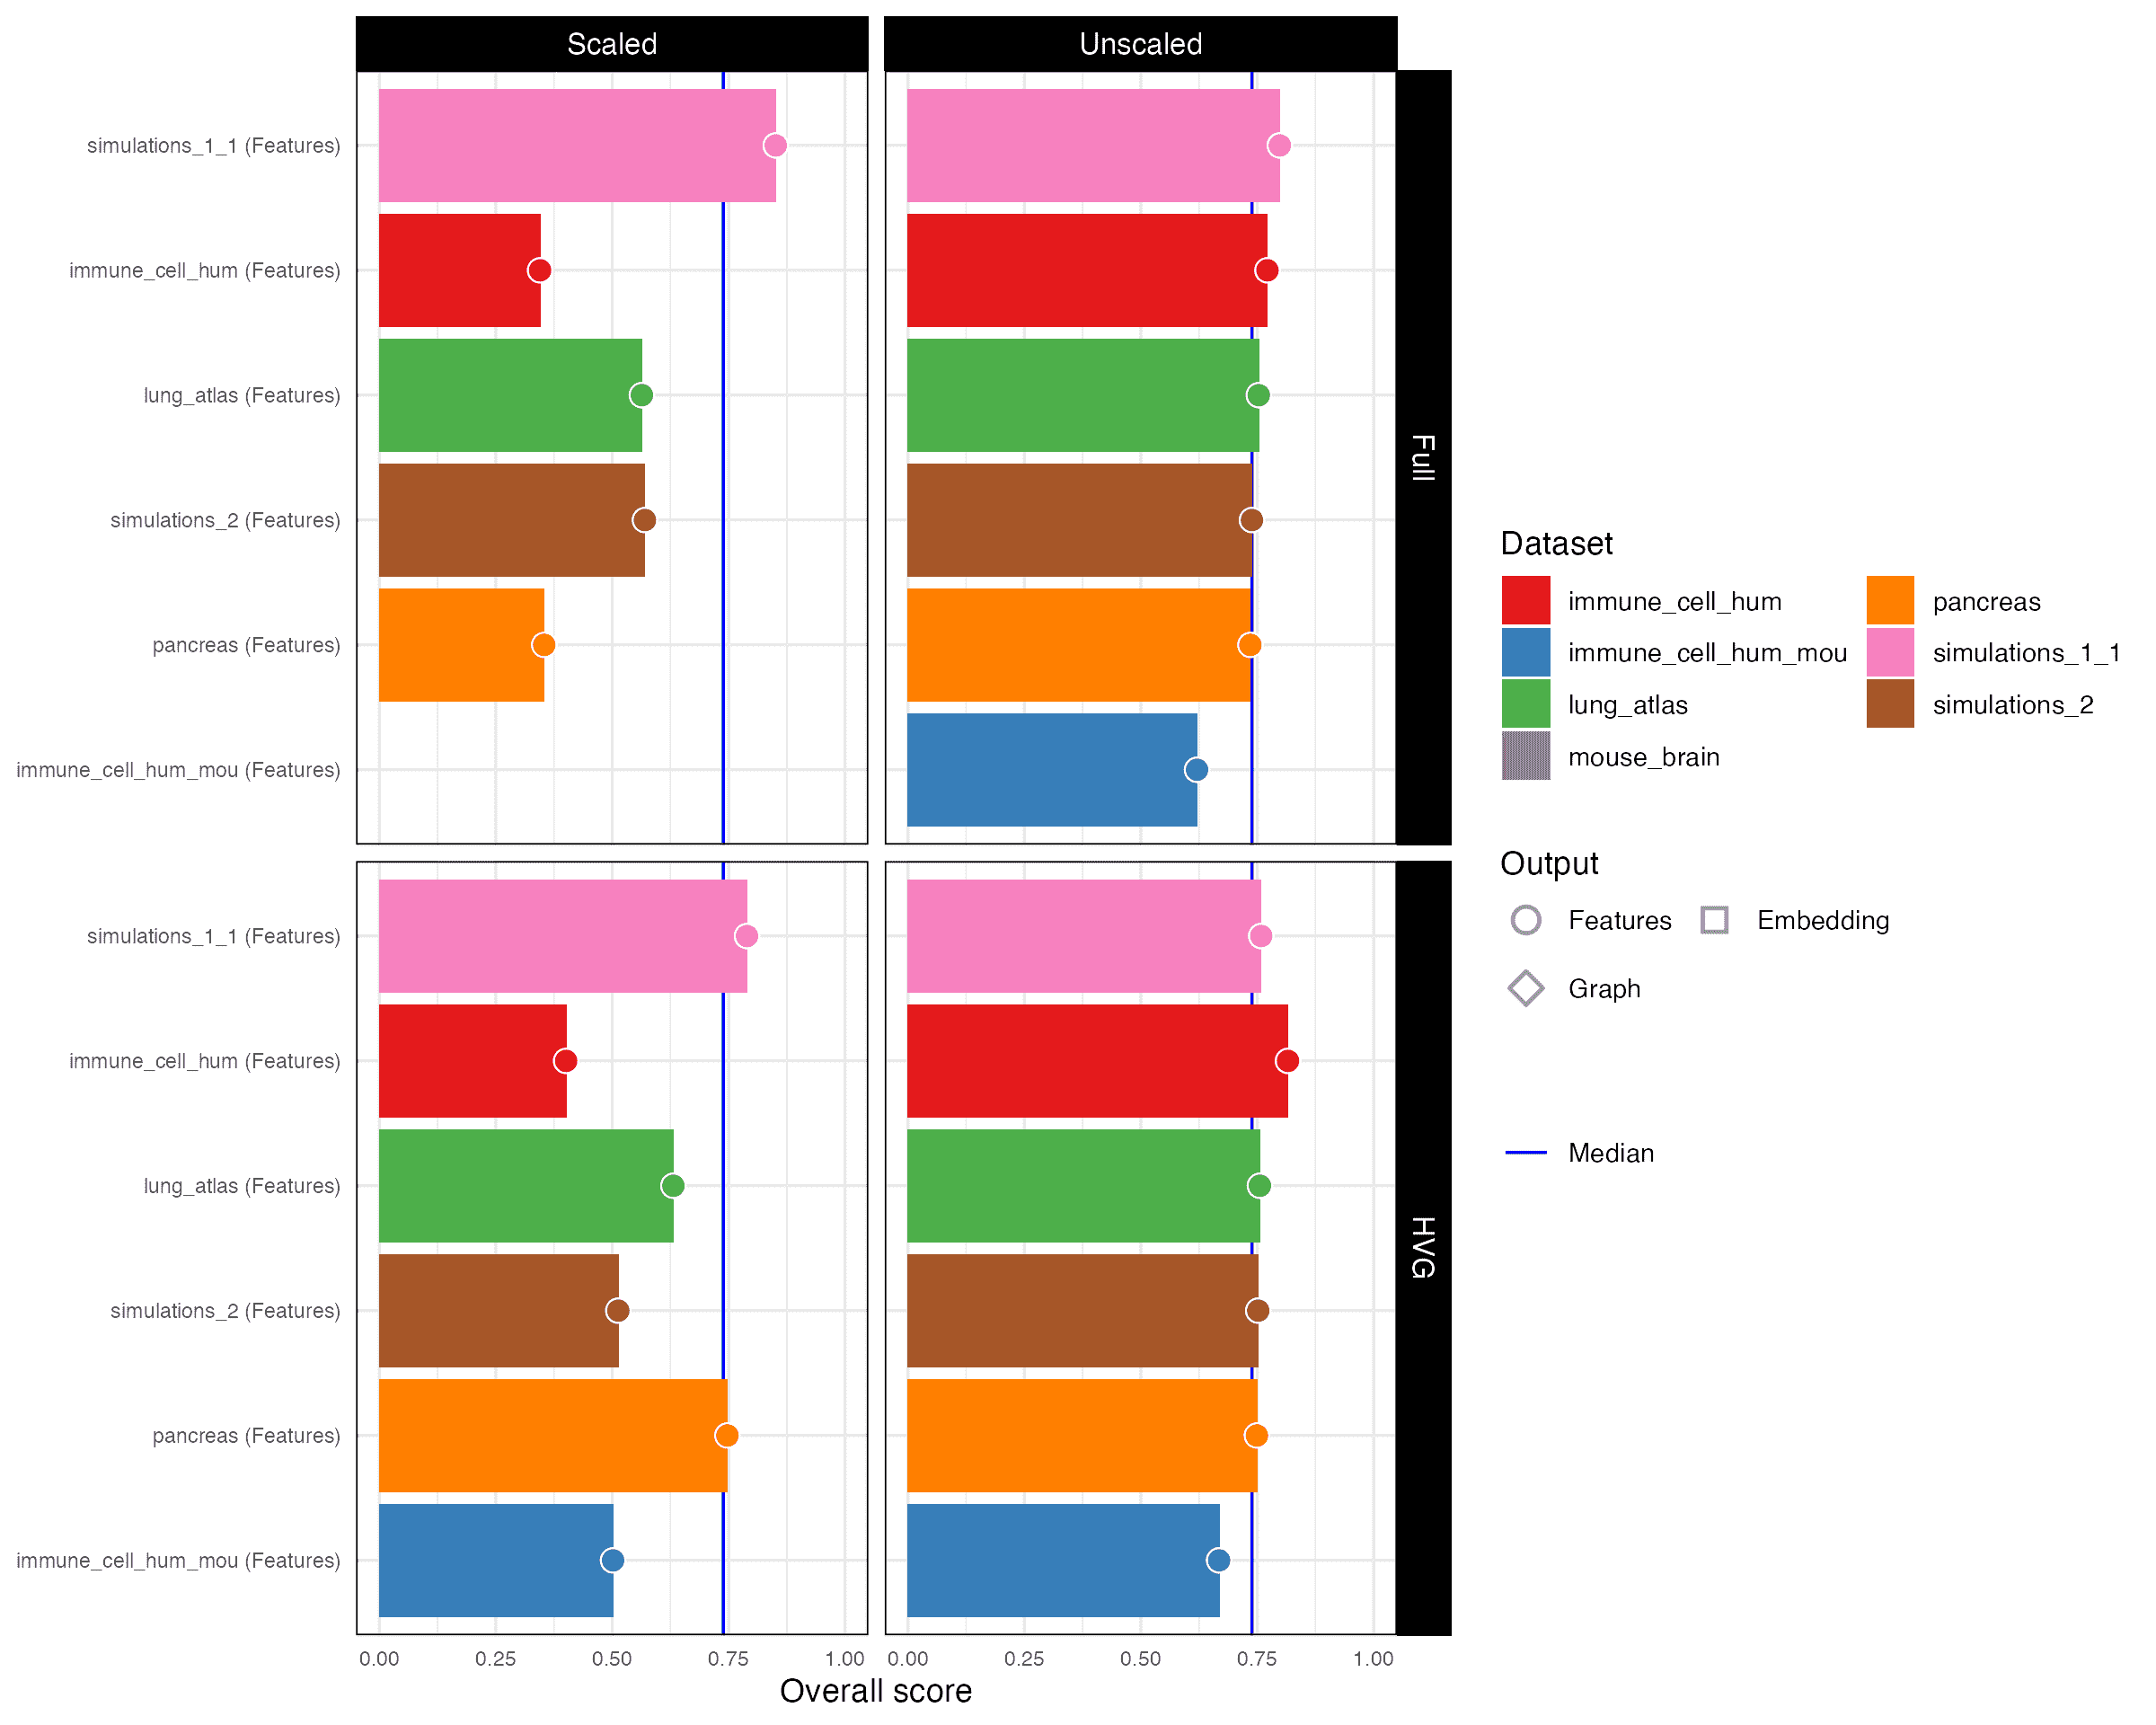 Scaled
Unscaled
simulations_1_1 (Features)
immune_cell_hum (Features)
lung_atlas (Features)
simulations_2 (Features)
pancreas (Features)
immune_cell_hum_mou (Features)
Full
simulations_1_1 (Features)
immune_cell_hum (Features)
lung_atlas (Features)
simulations_2 (Features)
pancreas (Features)
immune_cell_hum_mou (Features)
HVG
0.00 0.25 0.50 0.75 1.00
0.00 0.25 0.50 0.75 1.00
Overall score
Dataset
immune_cell_hum
pancreas
immune_cell_hum_mou
simulations_1_1
lung_atlas
simulations_2
mouse_brain
Output
Features
Embedding
Graph
Median